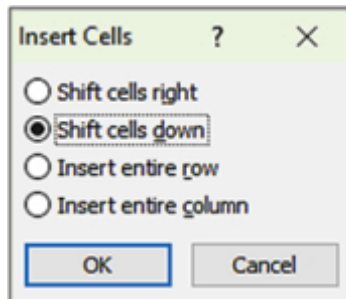 Insert Cells ? ×
Shift cells right
Shift cells down
Insert entire row
Insert entire column
OK Cancel